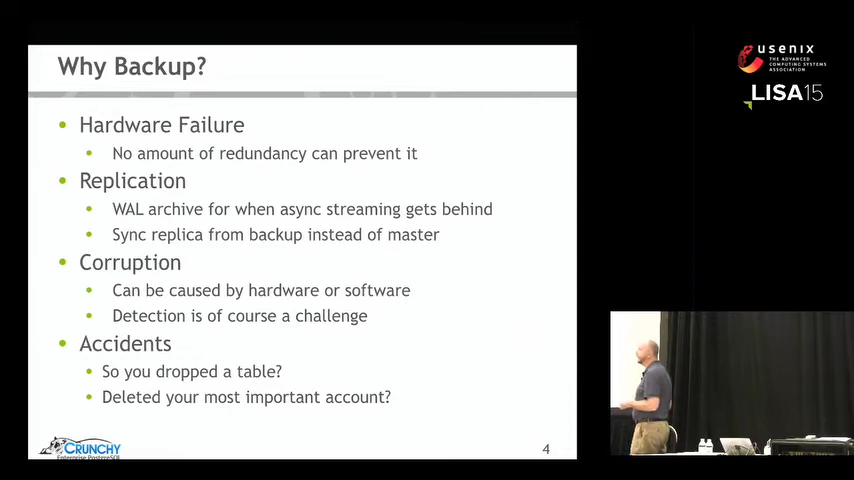 Why Backup?
• Hardware Failure
• No amount of redundancy can prevent it
• Replication
• WAL archive for when async streaming gets behind
• Sync replica from backup instead of master
• Corruption
• Can be caused by hardware or software
• Detection is of course a challenge
• Accidents
• So you dropped a table?
• Deleted your most important account?
CRUNCHY
Enterprise PostgreSQL
4
usenix
THE ADVANCED
COMPUTING SYSTEMS
ASSOCIATION
LISA15